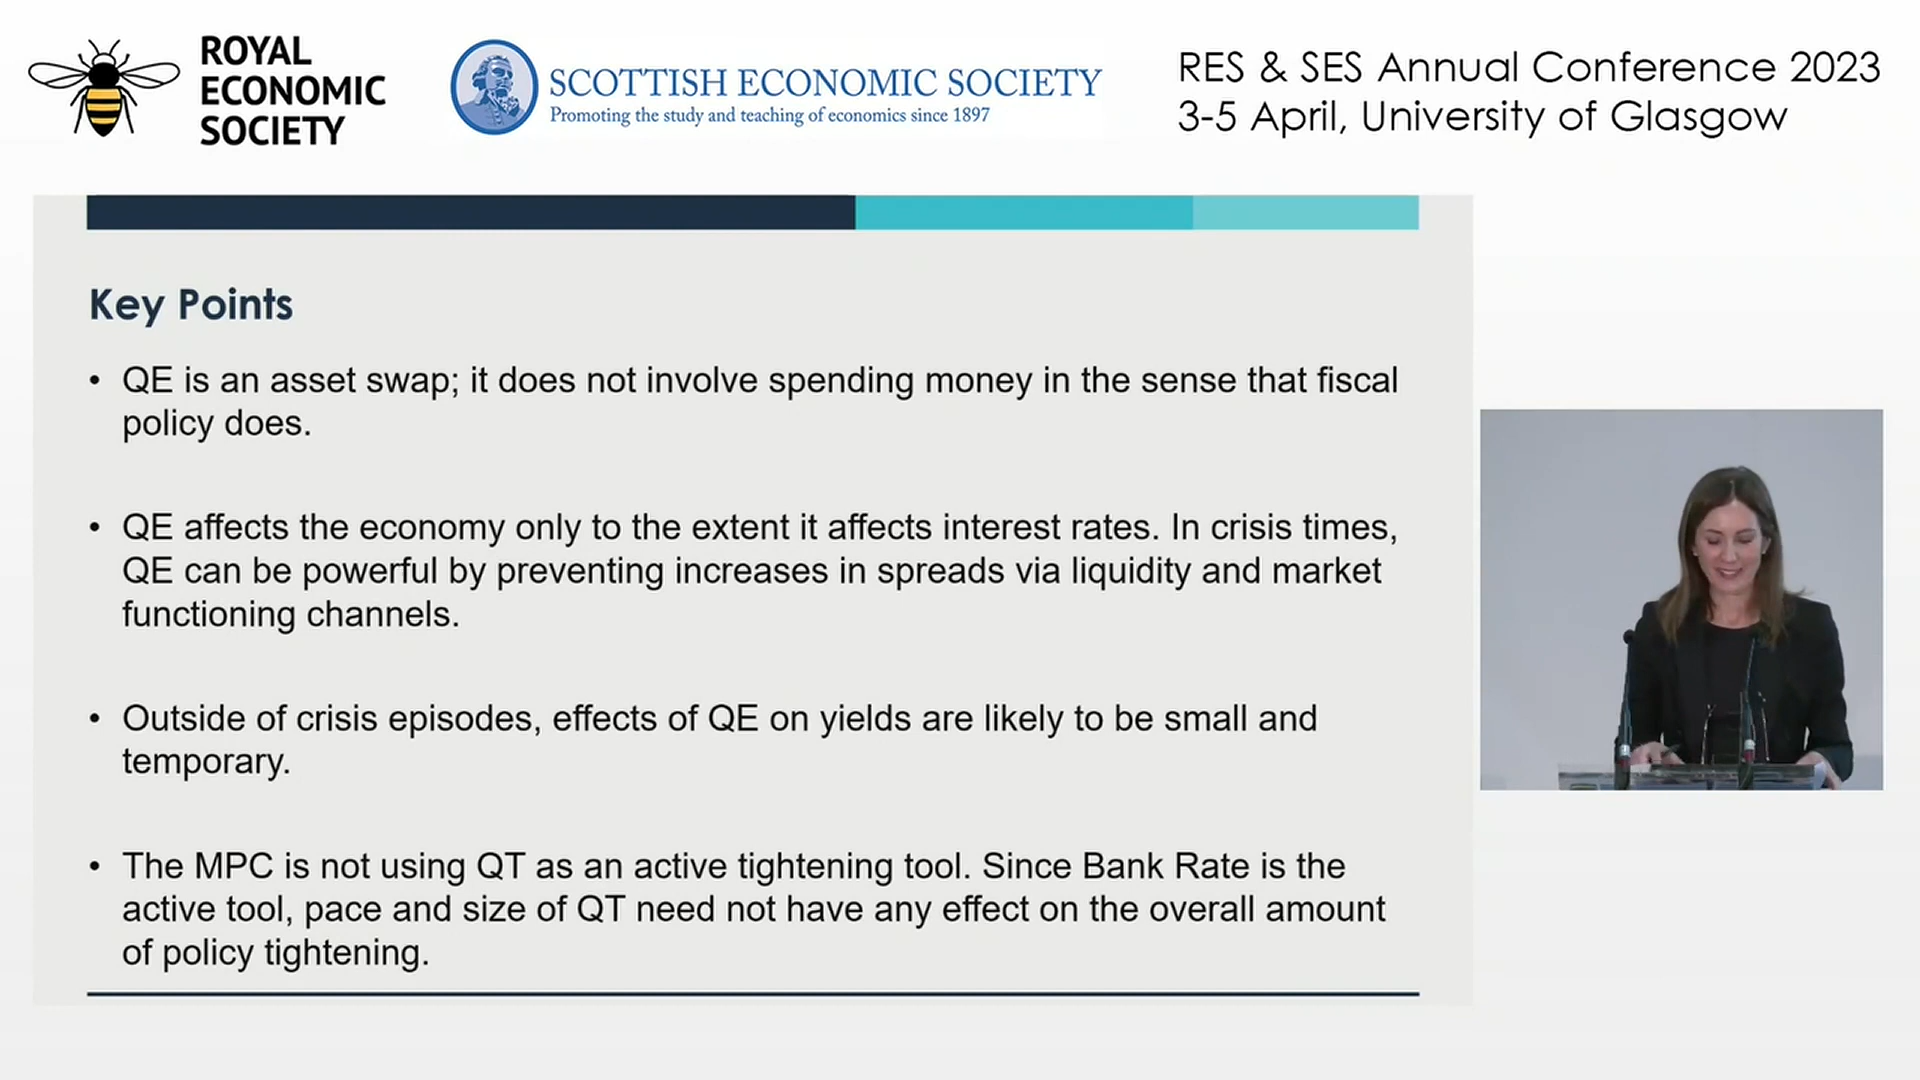 ROYAL
ECONOMIC
SOCIETY
SCOTTISH ECONOMIC SOCIETY
Promoting the study and teaching of economics since 1897
RES & SES Annual Conference 2023
3-5 April, University of Glasgow
Key Points
• QE is an asset swap; it does not involve spending money in the sense that fiscal
policy does.
• QE affects the economy only to the extent it affects interest rates. In crisis times,
QE can be powerful by preventing increases in spreads via liquidity and market
functioning channels.
• Outside of crisis episodes, effects of QE on yields are likely to be small and
temporary.
• The MPC is not using QT as an active tightening tool. Since Bank Rate is the
active tool, pace and size of QT need not have any effect on the overall amount
of policy tightening.